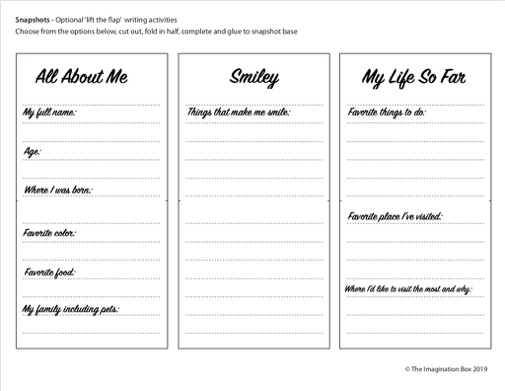 Snapshots - Optional 'lift the flap' writing activities
Choose from the options below, cut out, fold in half, complete and glue to snapshot base
All About Me
My full name:
Age:
Where I was born:
Favorite color:
Favorite food:
My family including pets:
Smiley
Things that make me smile:
My Life So Far
Favorite things to do:
Favorite place I've visited:
Where I'd like to visit the most and why:
© The Imagination Box 2019